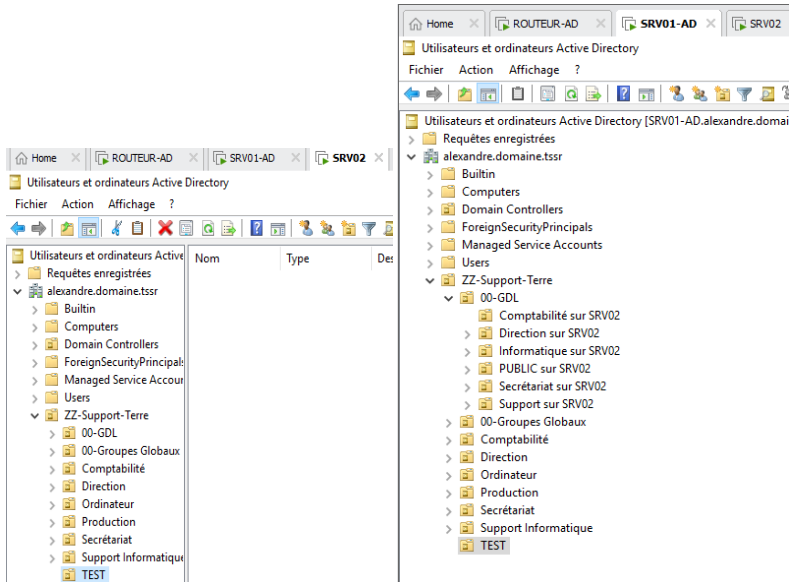 Home ROUTEUR-AD SRV01-AD SRV02
Utilisateurs et ordinateurs Active Directory
Fichier Action Affichage ?
Utilisateurs et ordinateurs Active
Nom Type Des
Requêtes enregistrées
alexandre.domaine.tssr
Builtin
Computers
Domain Controllers
ForeignSecurityPrincipals
Managed Service Accour
Users
ZZ-Support-Terre
00-GDL
00-Groupes Globaux
Comptabilité
Direction
Ordinateur
Production
Secrétariat
Support Informatique
TEST
Home ROUTEUR-AD SRV01-AD SRV02
Utilisateurs et ordinateurs Active Directory
Fichier Action Affichage ?
Utilisateurs et ordinateurs Active Directory [SRV01-AD.alexandre.domai
Requêtes enregistrées
alexandre.domaine.tssr
Builtin
Computers
Domain Controllers
ForeignSecurityPrincipals
Managed Service Accounts
Users
ZZ-Support-Terre
00-GDL
Comptabilité sur SRV02
Direction sur SRV02
Informatique sur SRV02
PUBLIC sur SRV02
Secrétariat sur SRV02
Support sur SRV02
00-Groupes Globaux
Comptabilité
Direction
Ordinateur
Production
Secrétariat
Support Informatique
TEST